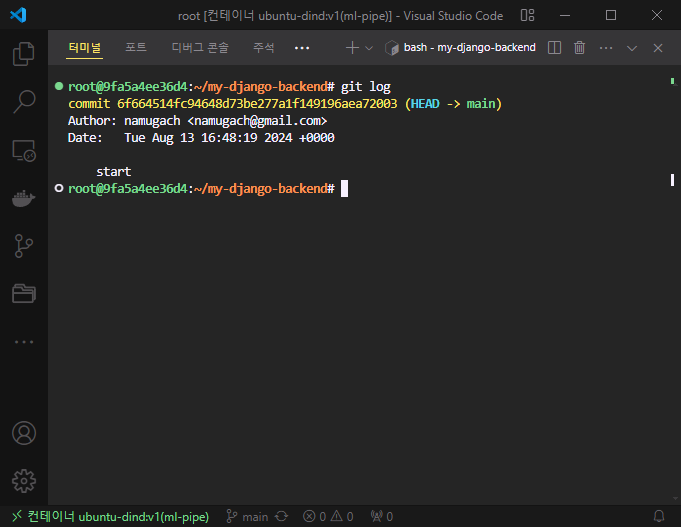 root [컨테이너 ubuntu-dind:v1(ml-pipe)] - Visual Studio Code
터미널 포트 디버그 콘솔 주석 bash - my-django-backend
root@9fa5a4ee36d4:~/my-django-backend# git log
commit 6f664514fc94648d73be277a1f149196aea72003 (HEAD -> main)
Author: namugach <namugach@gmail.com>
Date:   Tue Aug 13 16:48:19 2024 +0000
start
root@9fa5a4ee36d4:~/my-django-backend#
컨테이너 ubuntu-dind:v1(ml-pipe) main 0 0 0